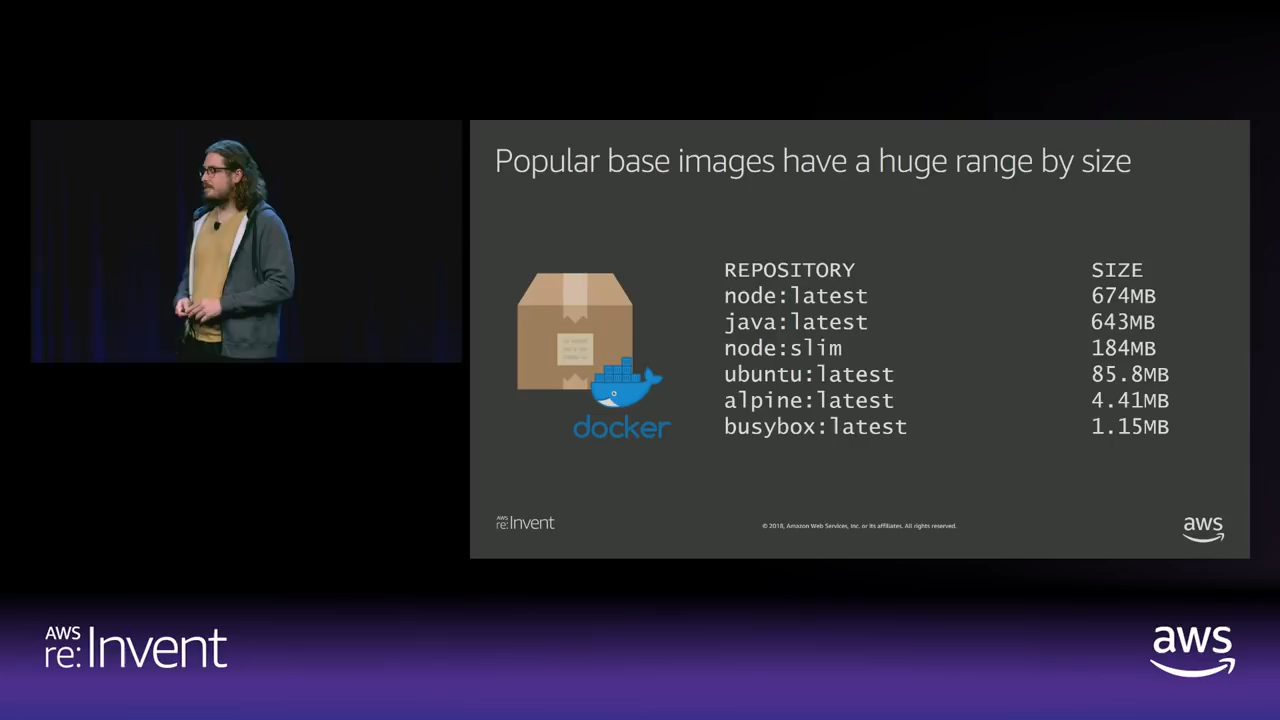 Popular base images have a huge range by size
REPOSITORY SIZE
node:latest 674MB
java:latest 643MB
node:slim 184MB
ubuntu:latest 85.8MB
alpine:latest 4.41MB
busybox:latest 1.15MB
docker
AWS
re:Invent
© 2018, Amazon Web Services, Inc. or its affiliates. All rights reserved.
aws
AWS
re:Invent
aws